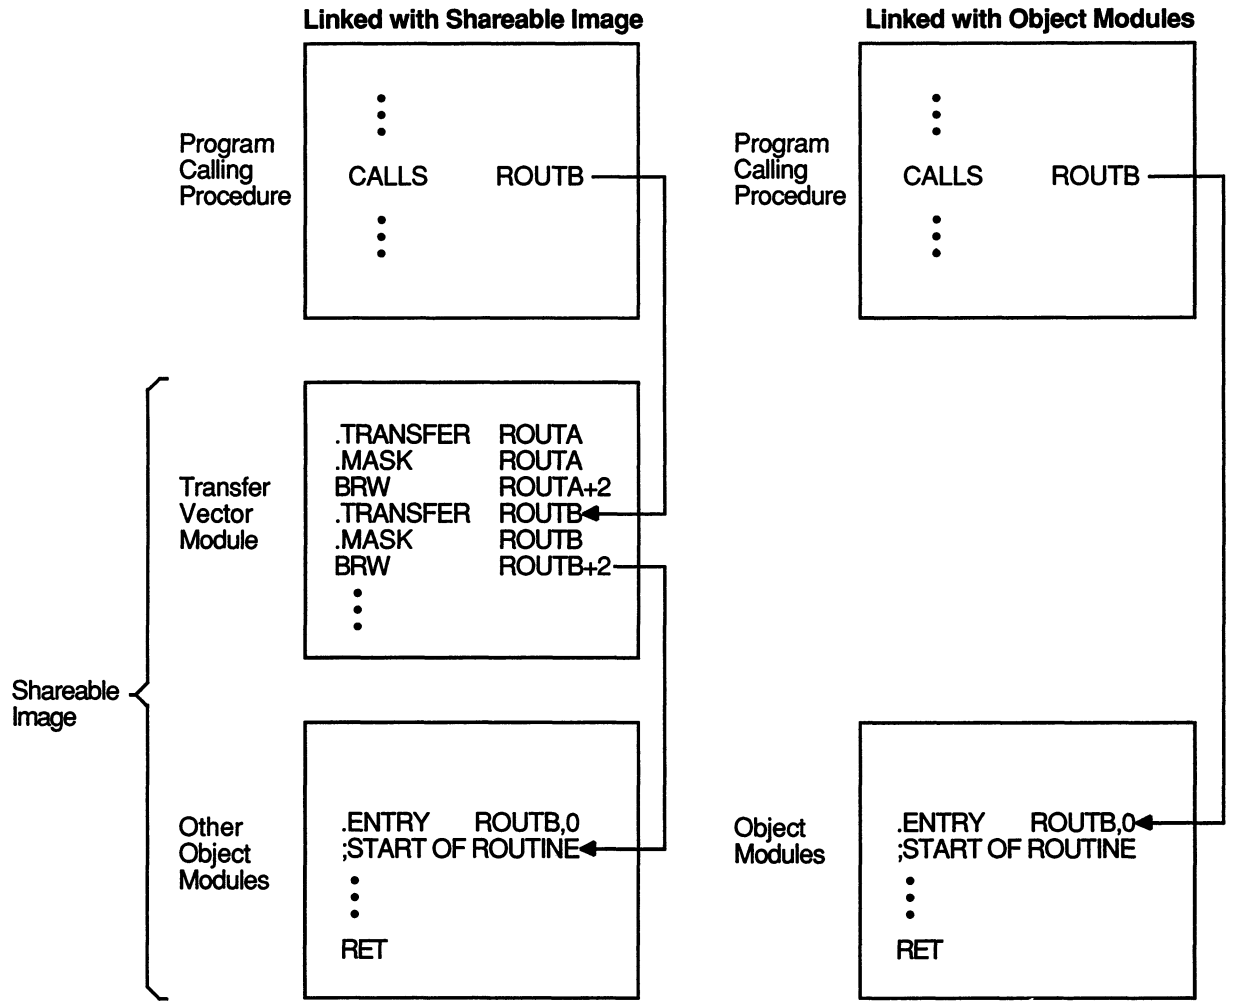 Linked with Shareable Image
Program
Calling
Procedure
CALLS ROUTB
Shareable
Image
Transfer
Vector
Module
.TRANSFER ROUTA
.MASK ROUTA
BRW ROUTA+2
.TRANSFER ROUTB
.MASK ROUTB
BRW ROUTB+2
Other
Object
Modules
.ENTRY ROUTB,0
;START OF ROUTINE
RET
Linked with Object Modules
Program
Calling
Procedure
CALLS ROUTB
Object
Modules
.ENTRY ROUTB,0
;START OF ROUTINE
RET